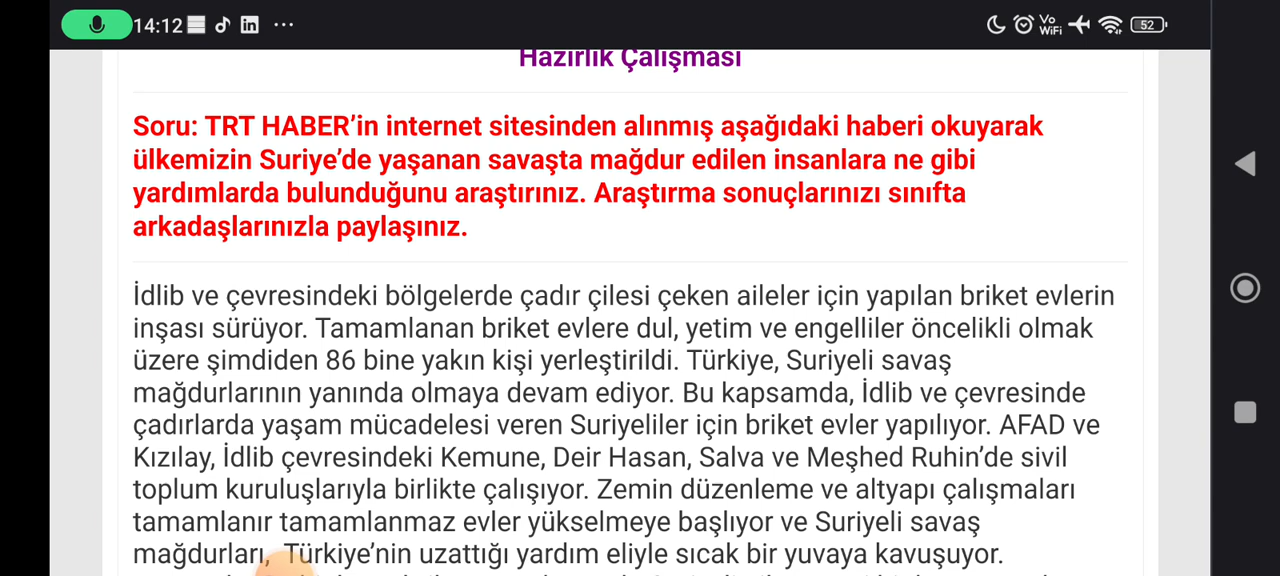 14:12
Vo
WiFi
52
Hazırlık Çalışması
Soru: TRT HABER’in internet sitesinden alınmış aşağıdaki haberi okuyarak
ülkemizin Suriye’de yaşanan savaşta mağdur edilen insanlara ne gibi
yardımlarda bulunduğunu araştırınız. Araştırma sonuçlarınızı sınıfta
arkadaşlarınızla paylaşınız.
İdlib ve çevresindeki bölgelerde çadır çilesi çeken aileler için yapılan briket evlerin
inşası sürüyor. Tamamlanan briket evlere dul, yetim ve engelliler öncelikli olmak
üzere şimdiden 86 bine yakın kişi yerleştirildi. Türkiye, Suriyeli savaş
mağdurlarının yanında olmaya devam ediyor. Bu kapsamda, İdlib ve çevresinde
çadırlarda yaşam mücadelesi veren Suriyeliler için briket evler yapılıyor. AFAD ve
Kızılay, İdlib çevresindeki Kemune, Deir Hasan, Salva ve Meşhed Ruhin’de sivil
toplum kuruluşlarıyla birlikte çalışıyor. Zemin düzenleme ve altyapı çalışmaları
tamamlanır tamamlanmaz evler yükselmeye başlıyor ve Suriyeli savaş
mağdurları, Türkiye’nin uzattığı yardım eliyle sıcak bir yuvaya kavuşuyor.